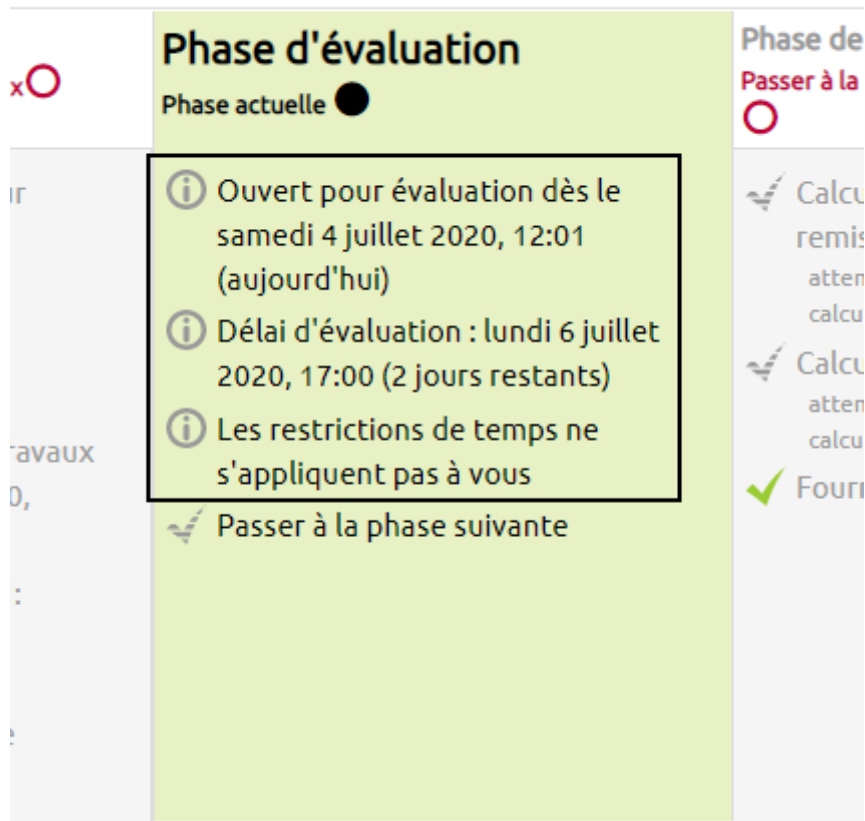 Phase d'évaluation
Phase actuelle
Ouvert pour évaluation dès le
samedi 4 juillet 2020, 12:01
(aujourd'hui)
Délai d'évaluation : lundi 6 juillet
2020, 17:00 (2 jours restants)
Les restrictions de temps ne
s'appliquent pas à vous
Passer à la phase suivante
Phase de
Passer à la